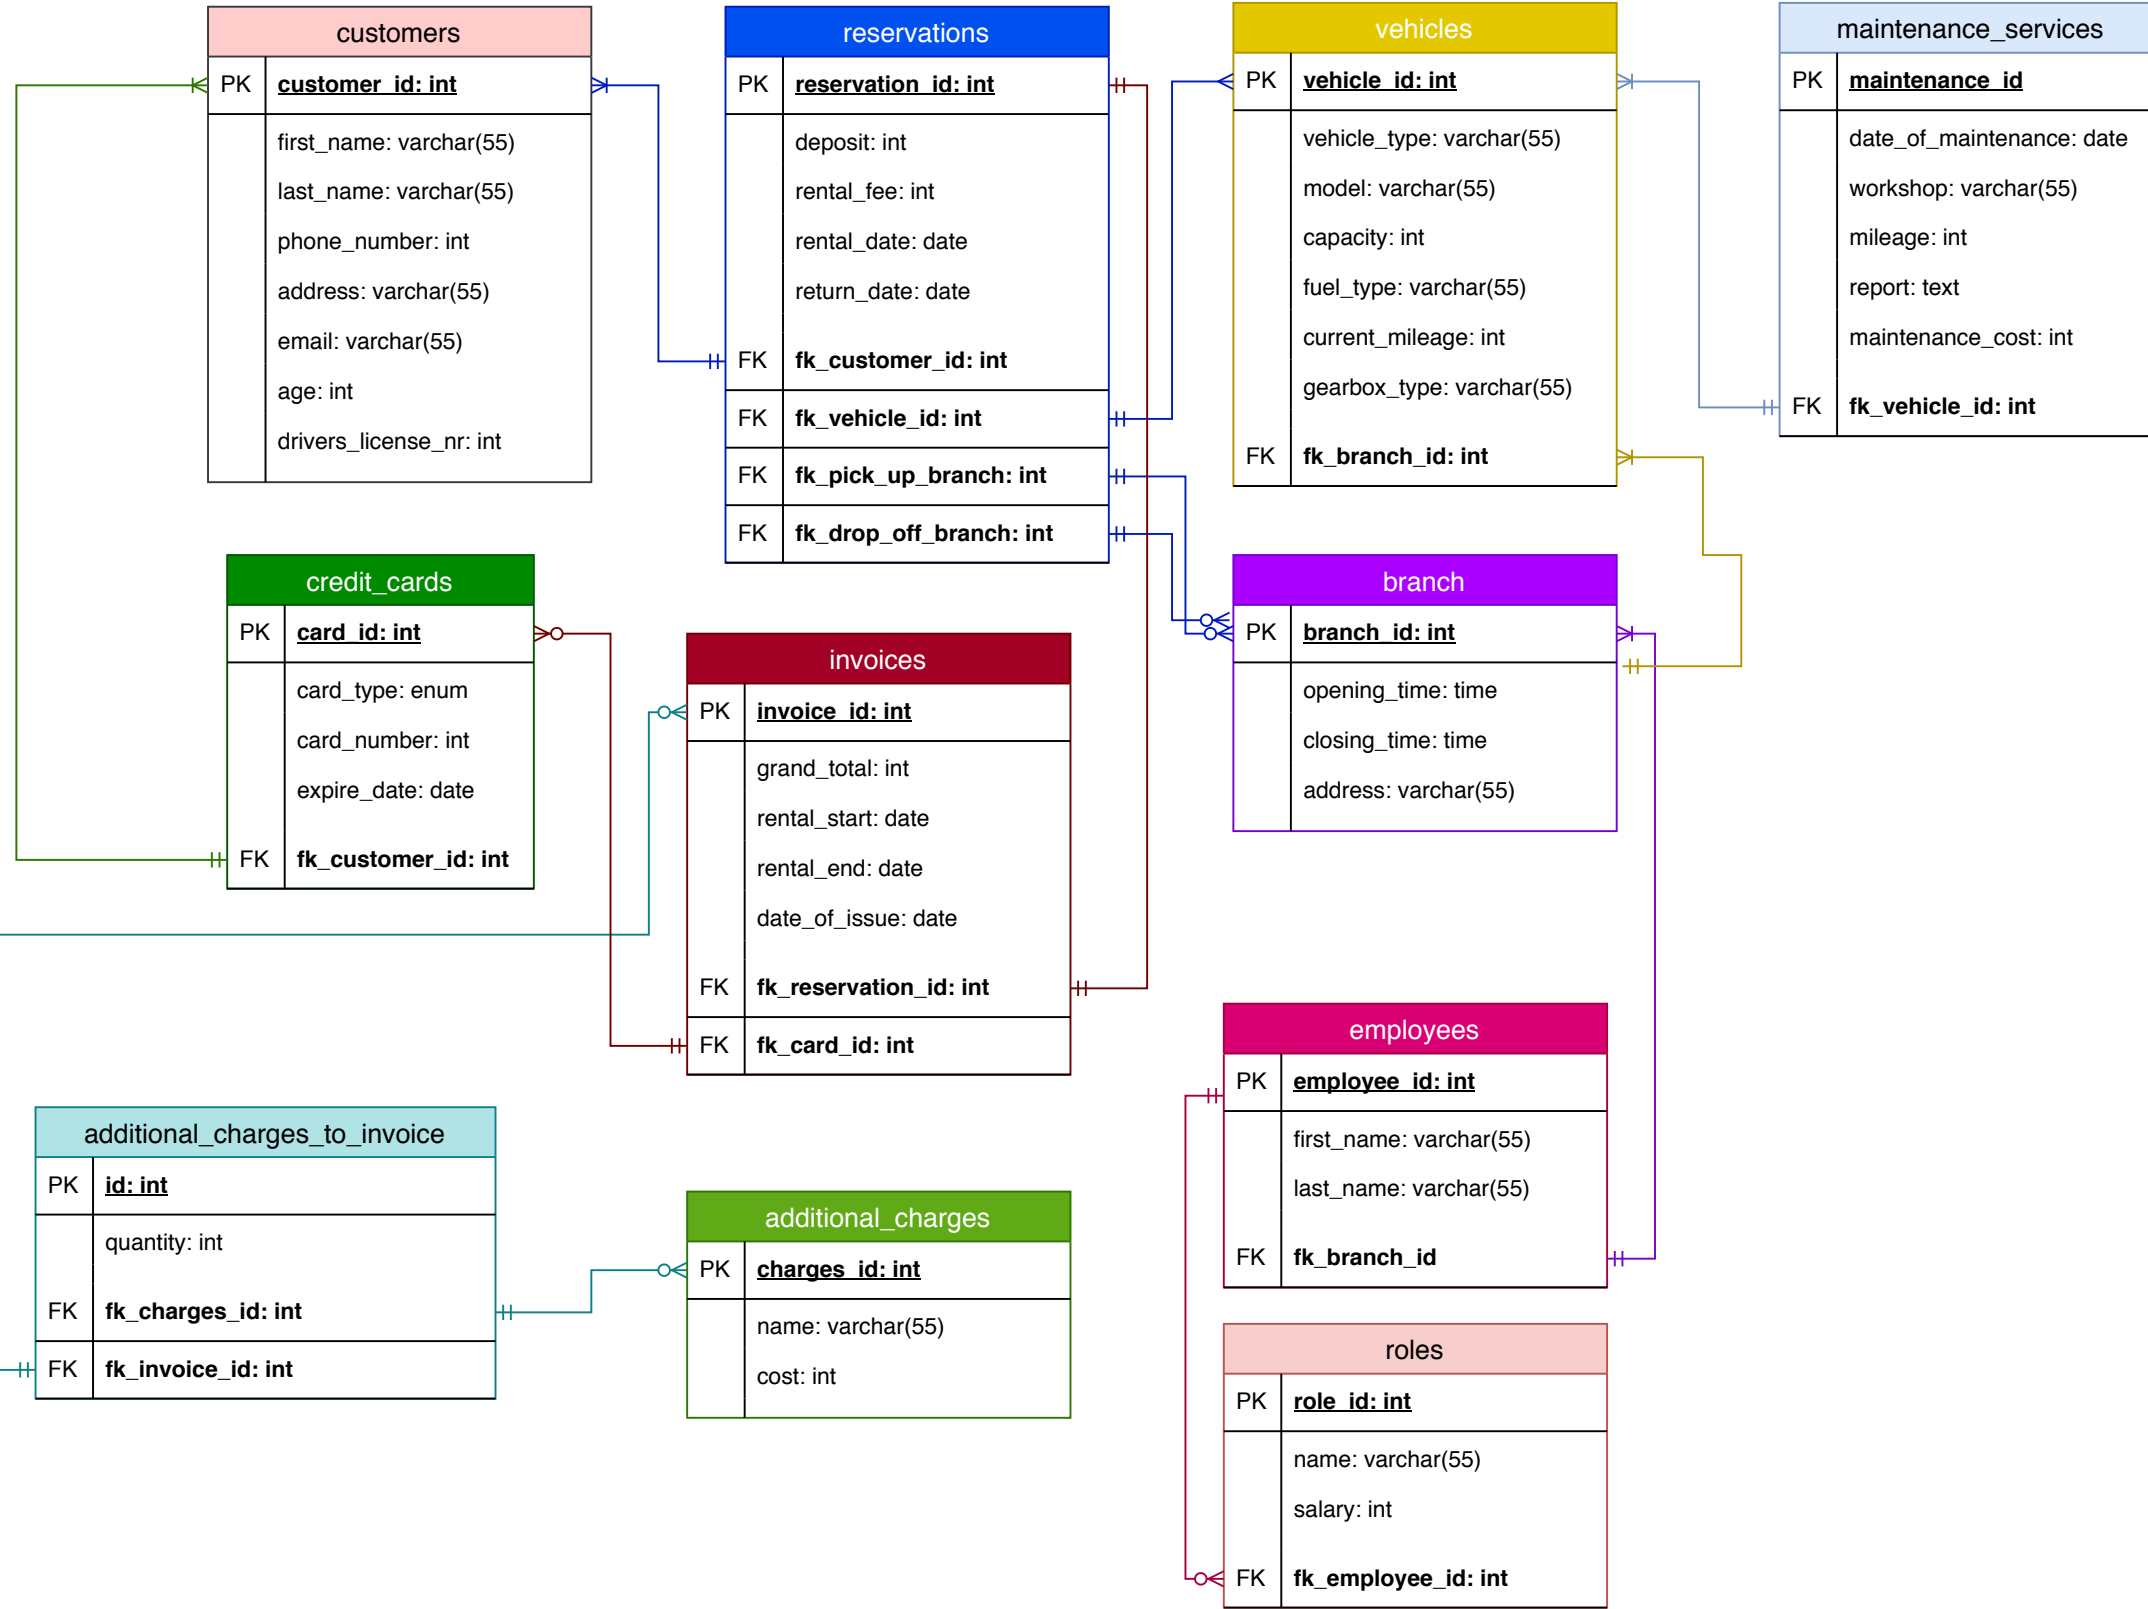 customers
PK customer_id: int
first_name: varchar(55)
last_name: varchar(55)
phone_number: int
address: varchar(55)
email: varchar(55)
age: int
drivers_license_nr: int
reservations
PK reservation_id: int
deposit: int
rental_fee: int
rental_date: date
return_date: date
FK fk_customer_id: int
FK fk_vehicle_id: int
FK fk_pick_up_branch: int
FK fk_drop_off_branch: int
vehicles
PK vehicle_id: int
vehicle_type: varchar(55)
model: varchar(55)
capacity: int
fuel_type: varchar(55)
current_mileage: int
gearbox_type: varchar(55)
FK fk_branch_id: int
maintenance_services
PK maintenance_id
date_of_maintenance: date
workshop: varchar(55)
mileage: int
report: text
maintenance_cost: int
FK fk_vehicle_id: int
credit_cards
PK card_id: int
card_type: enum
card_number: int
expire_date: date
FK fk_customer_id: int
invoices
PK invoice_id: int
grand_total: int
rental_start: date
rental_end: date
date_of_issue: date
FK fk_reservation_id: int
FK fk_card_id: int
branch
PK branch_id: int
opening_time: time
closing_time: time
address: varchar(55)
additional_charges_to_invoice
PK id: int
quantity: int
FK fk_charges_id: int
FK fk_invoice_id: int
additional_charges
PK charges_id: int
name: varchar(55)
cost: int
employees
PK employee_id: int
first_name: varchar(55)
last_name: varchar(55)
FK fk_branch_id
roles
PK role_id: int
name: varchar(55)
salary: int
FK fk_employee_id: int